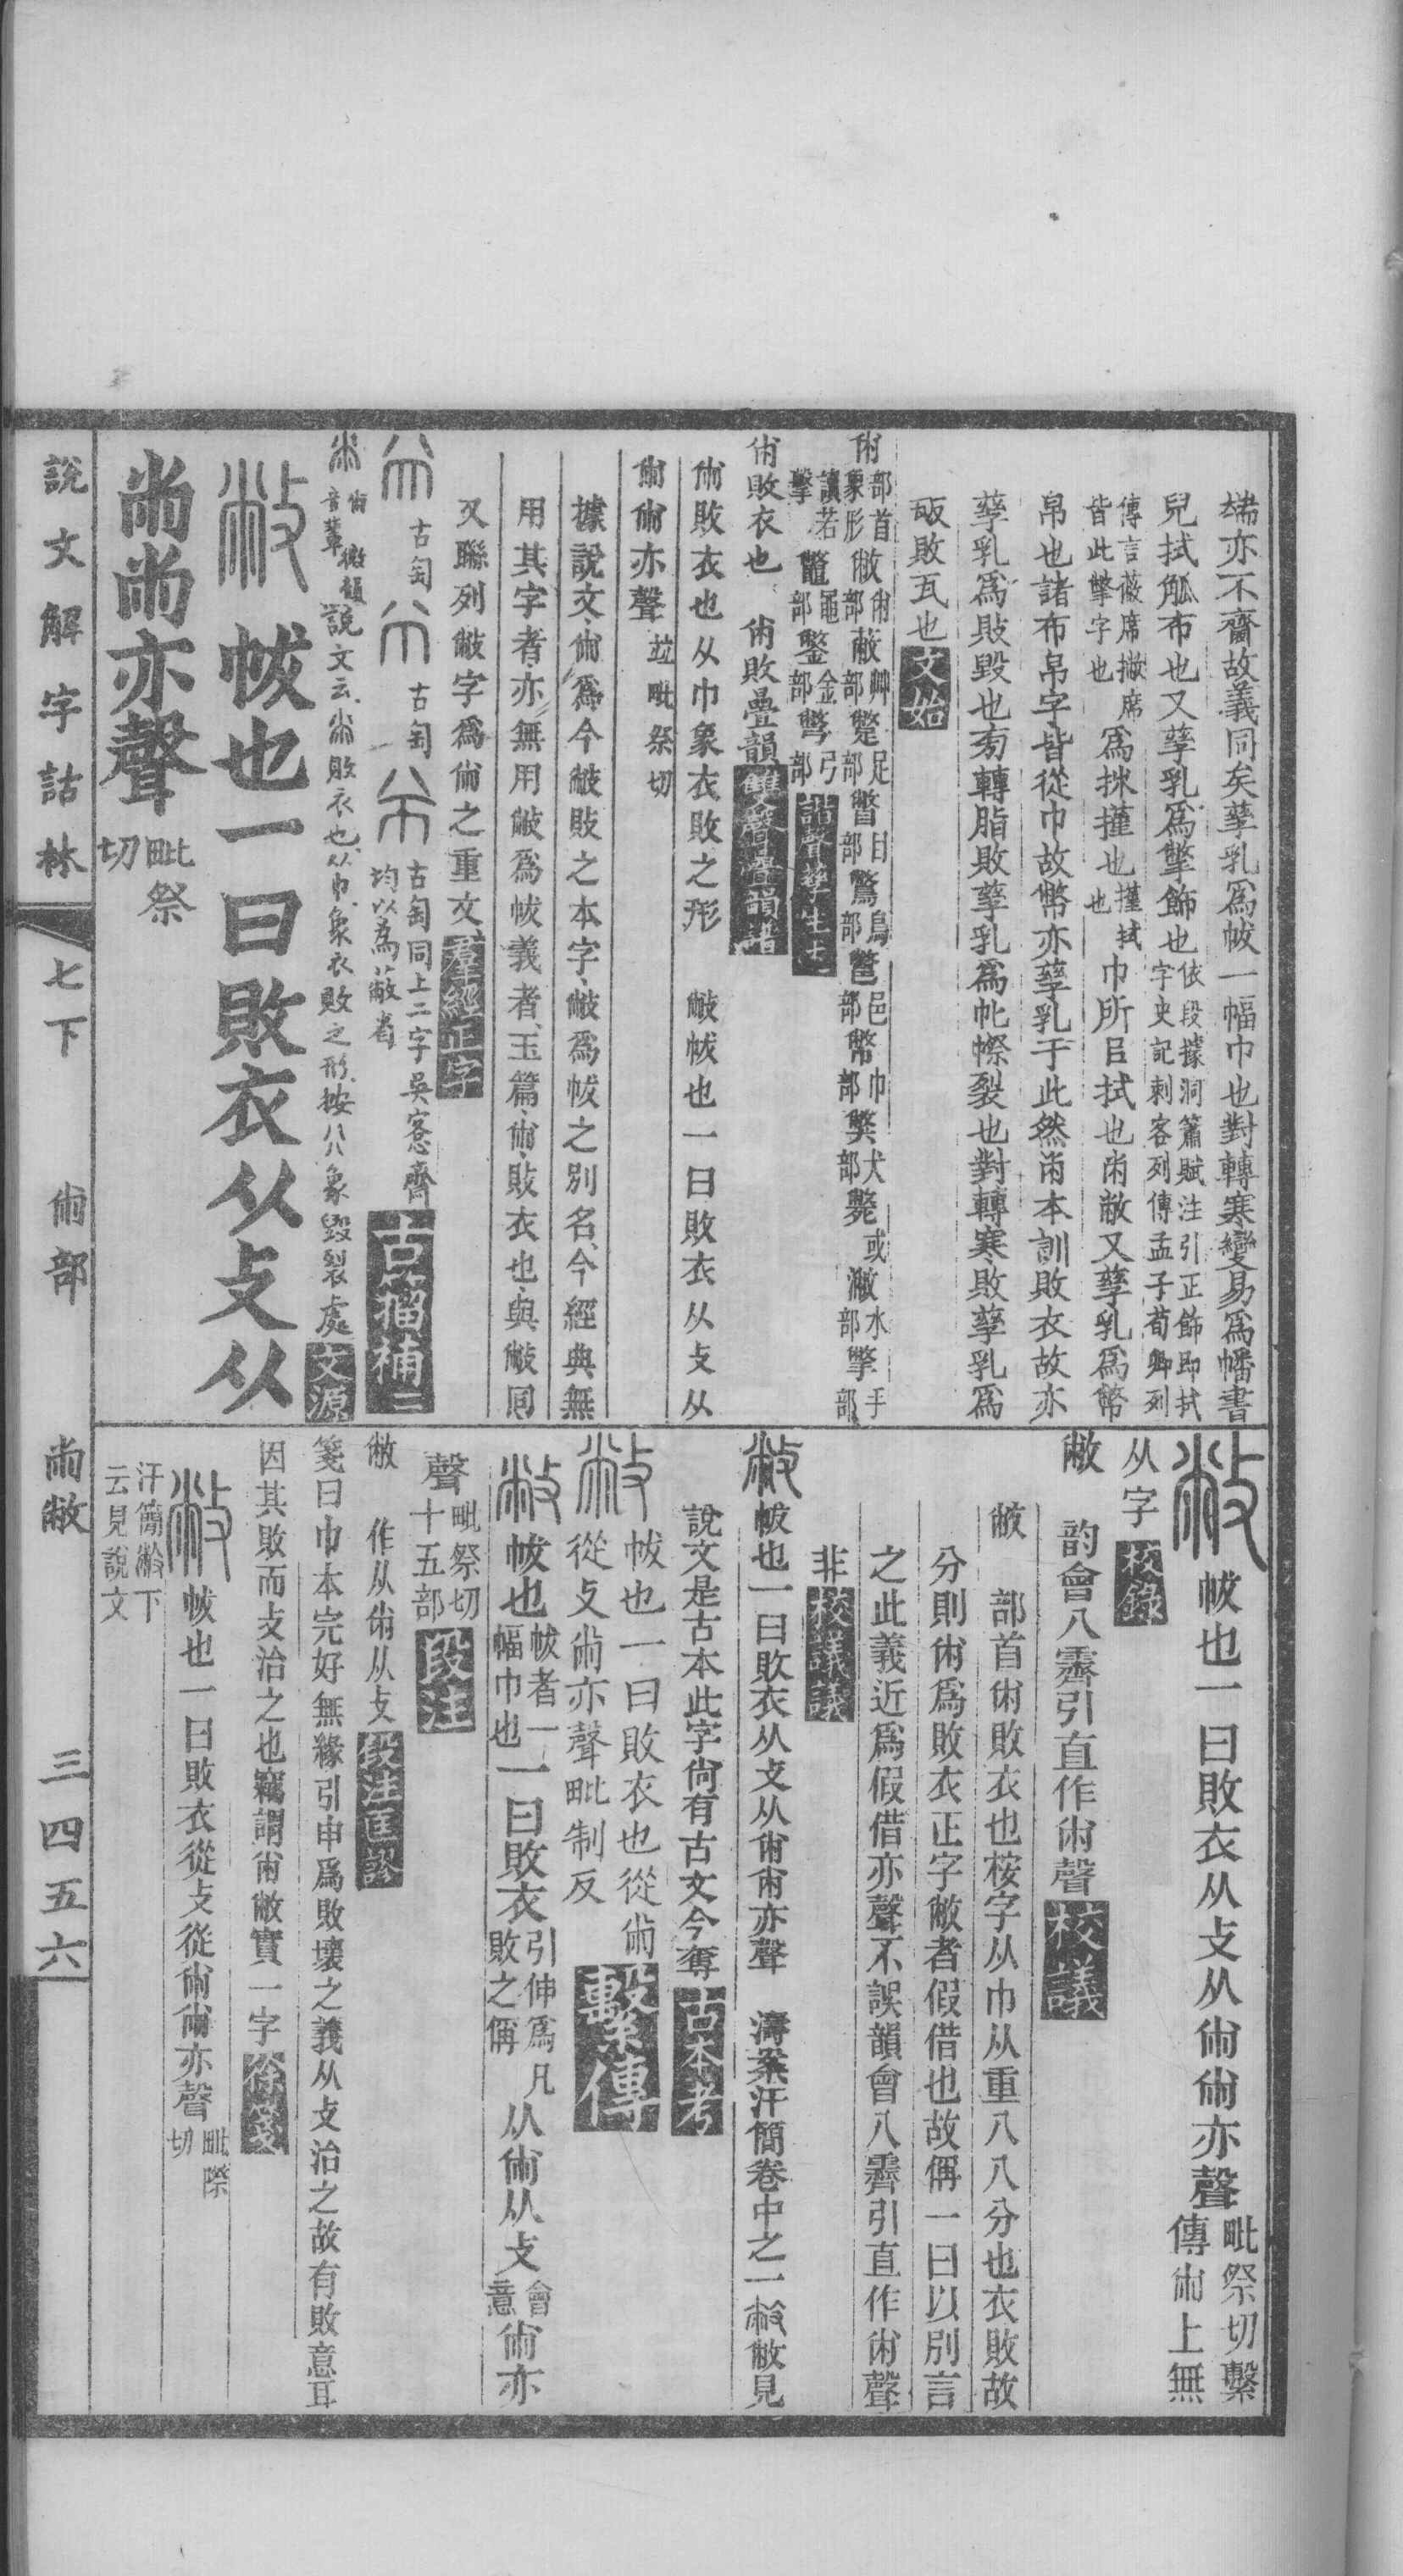 端亦不齋故義同矣孳乳爲帗一幅巾也對轉寒變易爲幡書
兒拭觚布也又孳乳爲㡀飾也依段據洞簫賦注引正飾即拭字史記刺客列傳孟子荀卿列
傳言蔽席撇席皆此擎字也爲抹摧也摧拭也巾所㠯拭也㡀敝又孳乳爲幣
帛也諸布帛字皆從巾故幣亦孳乳于此然㡀本訓敗衣故亦
孳乳爲敗毀也旁轉脂敗孳乳爲㠲㡜裂也對轉寒敗孳乳爲
㼽敗瓦也文始
㡀部首象形敝㡀部蔽艸部蹩足部瞥目部鷩鳥部鄨邑部幣巾部獘犬部斃或潎水部擎手部
讀若擊鼈黽部鐅金部彆弓部諧聲孳生述
㡀敗衣也 㡀敗疊韻雙聲疊韻譜
㡀敗衣也从巾象衣敗之形 敝帗也一曰敗衣从攴从
㡀㡀亦聲並毗祭切
據說文㡀爲今敝敗之本字敝爲帗之別名今經典無
用其字者亦無用敝爲帗義者玉篇㡀敗衣也與敝同
又聯列敝字爲㡀之重文羣經正字
古匋 古匋 古匋同上二字吳愙齋均以爲蔽省古籀補二
㡀音蔽微韻說文云㡀敗衣也从巾象衣敗之形按八八象毀裂處文源
敝 帗也一曰敗衣从攴从
㡀㡀亦聲毗祭切
敝 帗也一曰敗衣从攴从㡀㡀亦聲毗祭切繫傳㡀上無
从字校錄
敝 韵會八霽引直作㡀聲校議
敝 部首㡀敗衣也桉字从巾从重八八分也衣敗故
分則㡀爲敗衣正字敝者假借也故偁一曰以別言
之此義近爲假借亦聲不誤韻會八霽引直作㡀聲
非校議議
敝帗也一曰敗衣从攴从㡀㡀亦聲 濤案汗簡卷中之一敝敝見
說文是古本此字尙有古文今奪古本考
敝 帗也一曰敗衣也從㡀
從攴㡀亦聲毗制反繫傳
敝帗也帗者一幅巾也一曰敗衣引伸爲凡敗之偁从㡀从攴會意㡀亦
聲毗祭切十五部段注
敝 作从㡀从攴段注匡謬
箋曰巾本完好無緣引申爲敗壞之義从攴治之故有敗意耳
因其敗而攴治之也竊謂㡀敝實一字徐箋
敝帗也一曰敗衣從攴從㡀㡀亦聲毗際切
汗簡敝下云見說文
說文解字詁林 七下 㡀部 㡀敝 三四五六